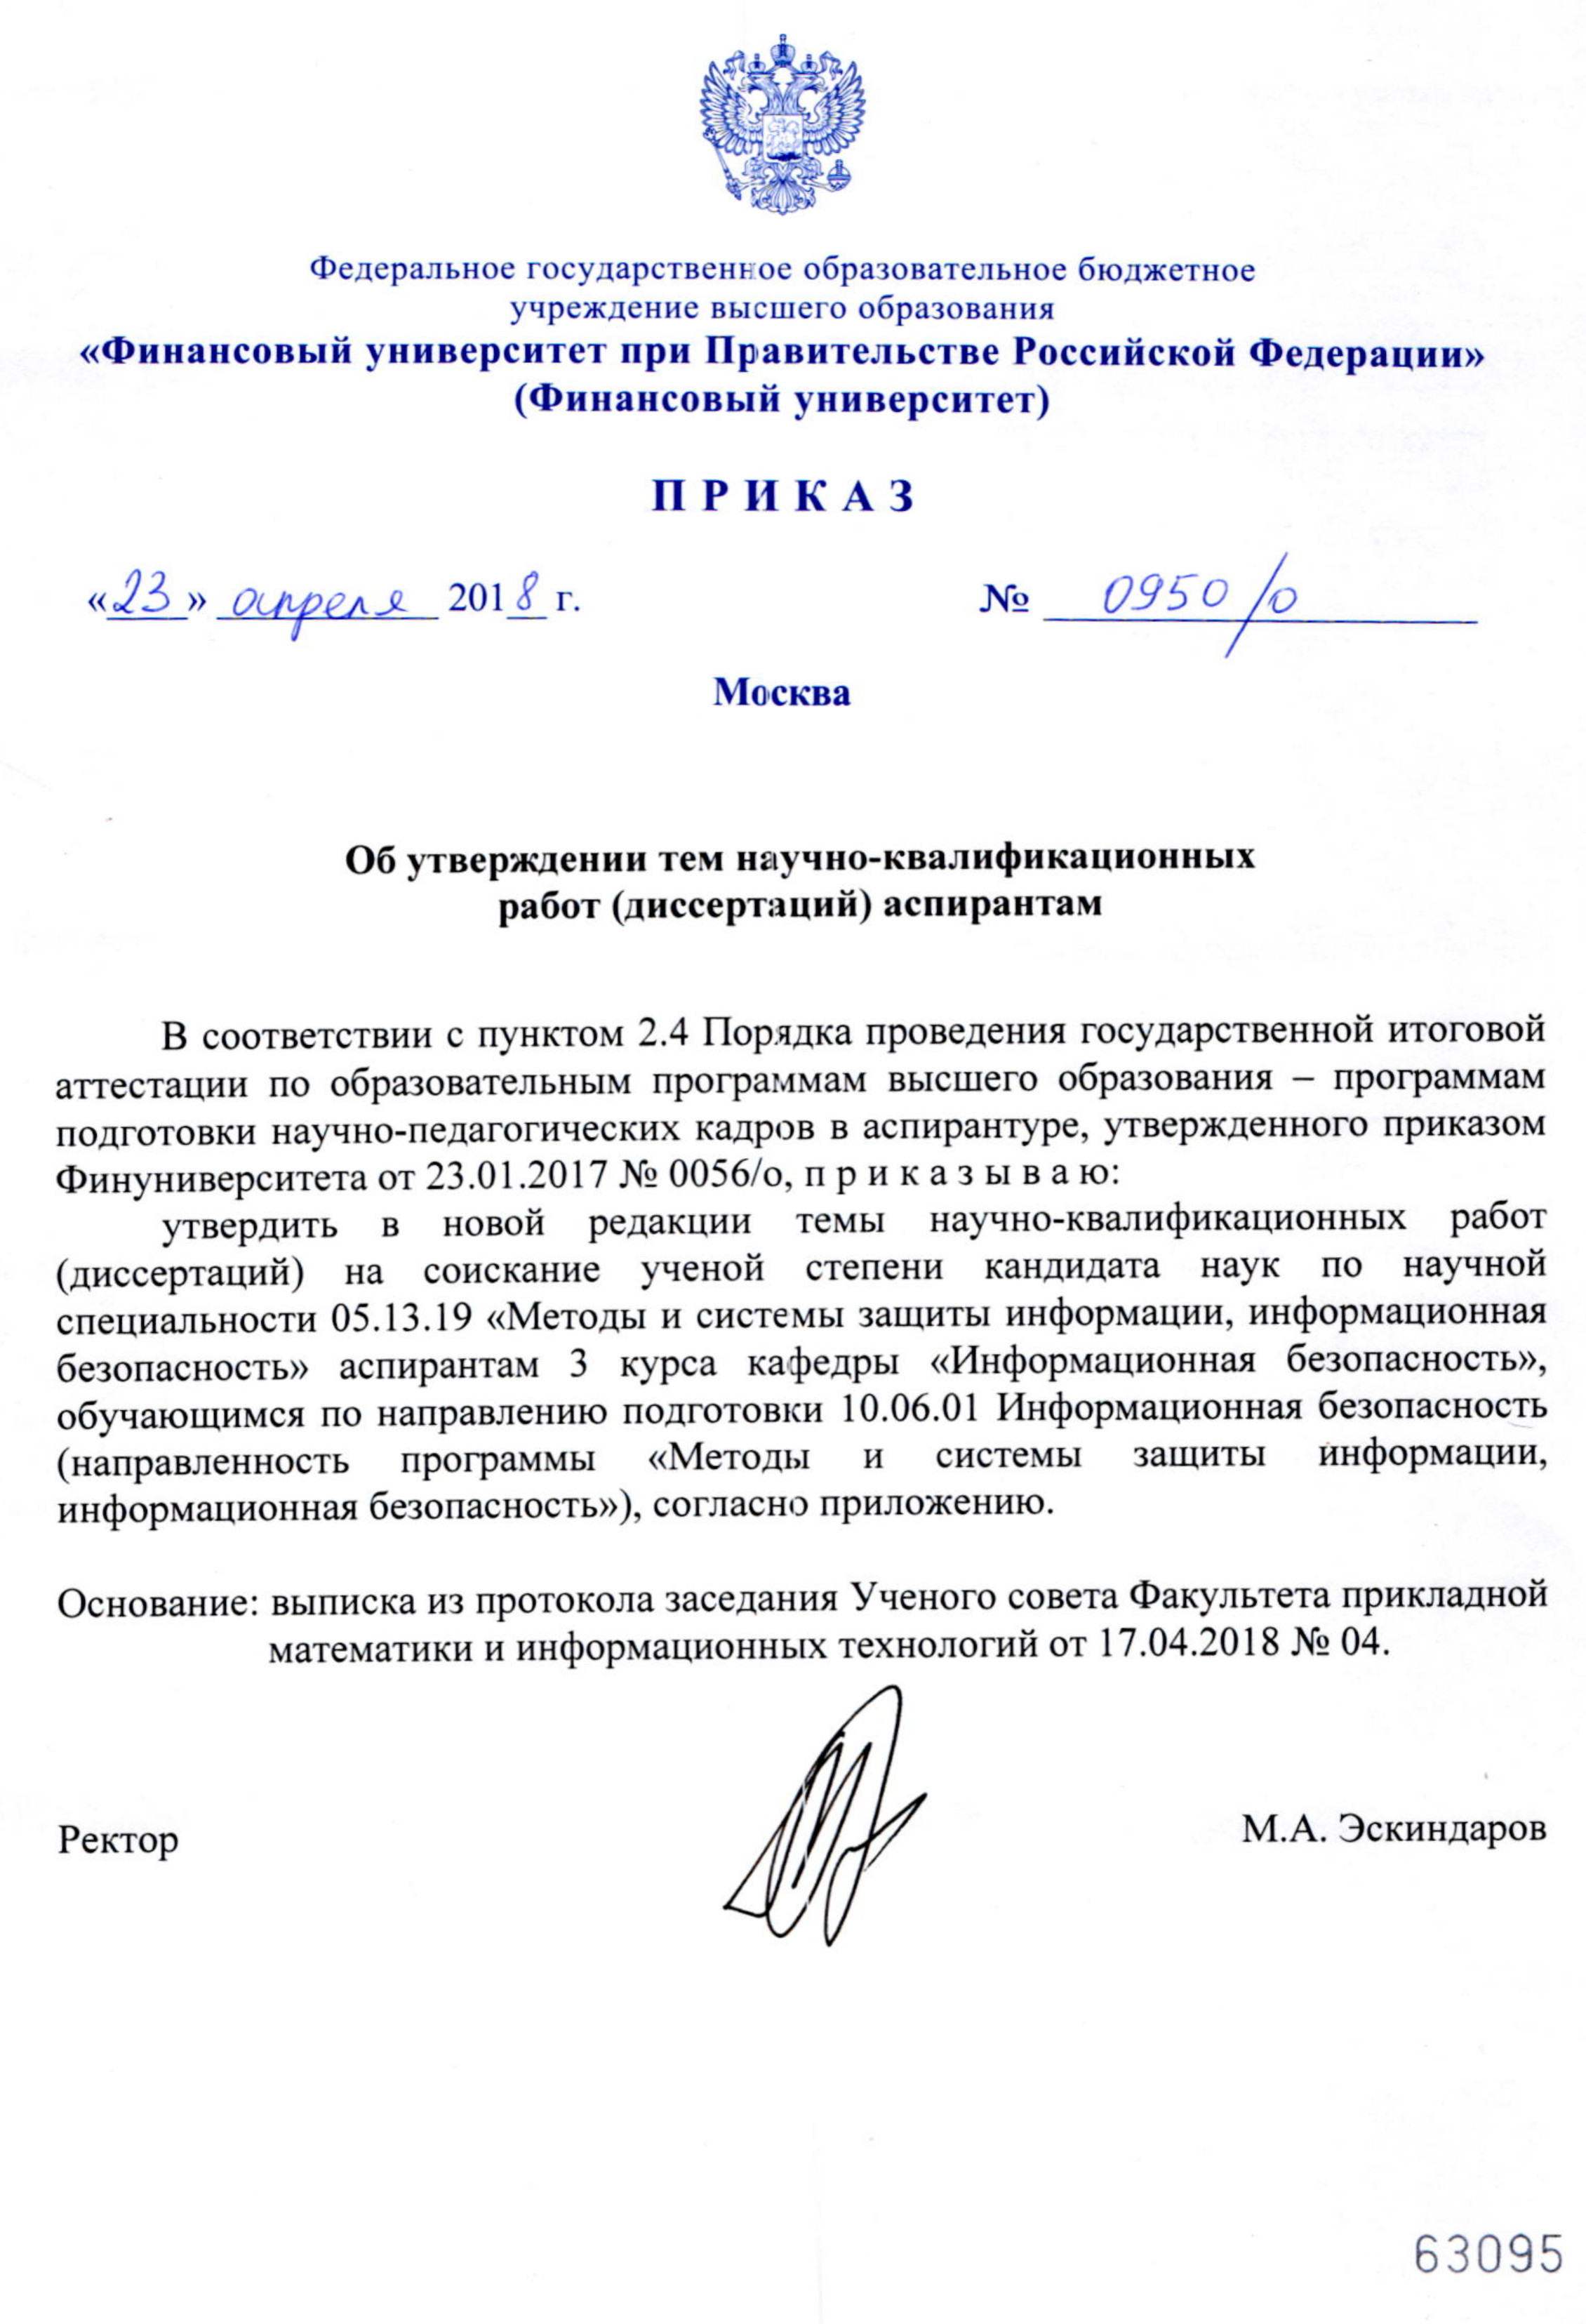 Федеральное государственное образовательное бюджетное
учреждение высшего образования
«Финансовый университет при Правительстве Российской Федерации»
(Финансовый университет)
П Р И К А З
«23» апреля 2018 г. № 0950/о
Москва
Об утверждении тем научно-квалификационных
работ (диссертаций) аспирантам
В соответствии с пунктом 2.4 Порядка проведения государственной итоговой
аттестации по образовательным программам высшего образования – программам
подготовки научно-педагогических кадров в аспирантуре, утвержденного приказом
Финуниверситета от 23.01.2017 № 0056/о, п р и к а з ы в а ю:
утвердить в новой редакции темы научно-квалификационных работ
(диссертаций) на соискание ученой степени кандидата наук по научной
специальности 05.13.19 «Методы и системы защиты информации, информационная
безопасность» аспирантам 3 курса кафедры «Информационная безопасность»,
обучающимся по направлению подготовки 10.06.01 Информационная безопасность
(направленность программы «Методы и системы защиты информации,
информационная безопасность»), согласно приложению.
Основание: выписка из протокола заседания Ученого совета Факультета прикладной
математики и информационных технологий от 17.04.2018 № 04.
Ректор М.А. Эскиндаров
63095